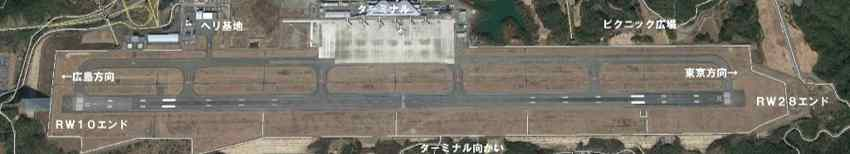 ターミナル
ヘリ基地
ピクニック広場
←広島方向
東京方向→
RW28エンド
RW10エンド
ターミナル向かい